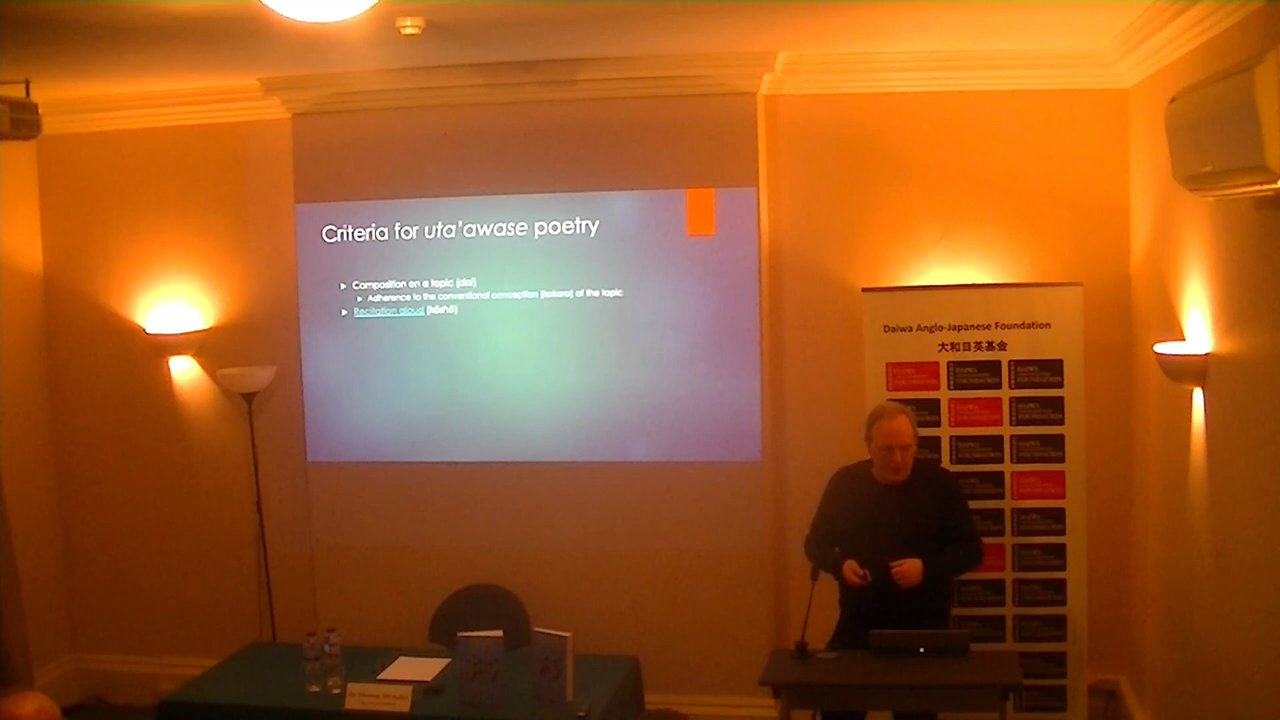 Criteria for uta'awase poetry
Composition on a topic (dai)
Adherence to the conventional conception (kokoro) of the topic
Recitation aloud (kōshō)
Daiwa Anglo-Japanese Foundation
大和日英基金